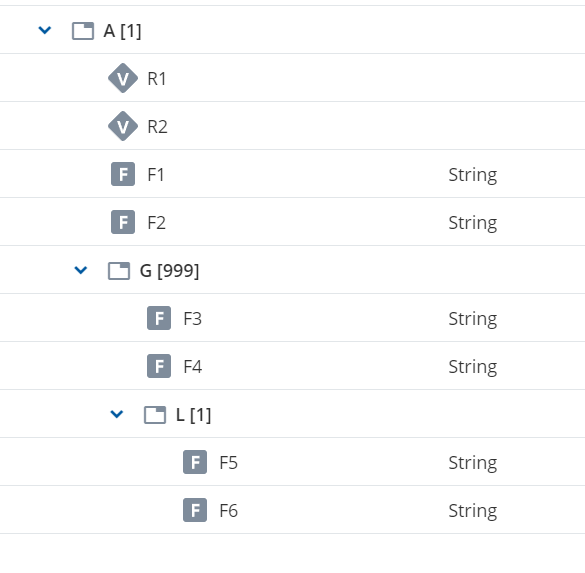 A [1]
V R1
V R2
F F1 String
F F2 String
G [999]
F F3 String
F F4 String
L [1]
F F5 String
F F6 String